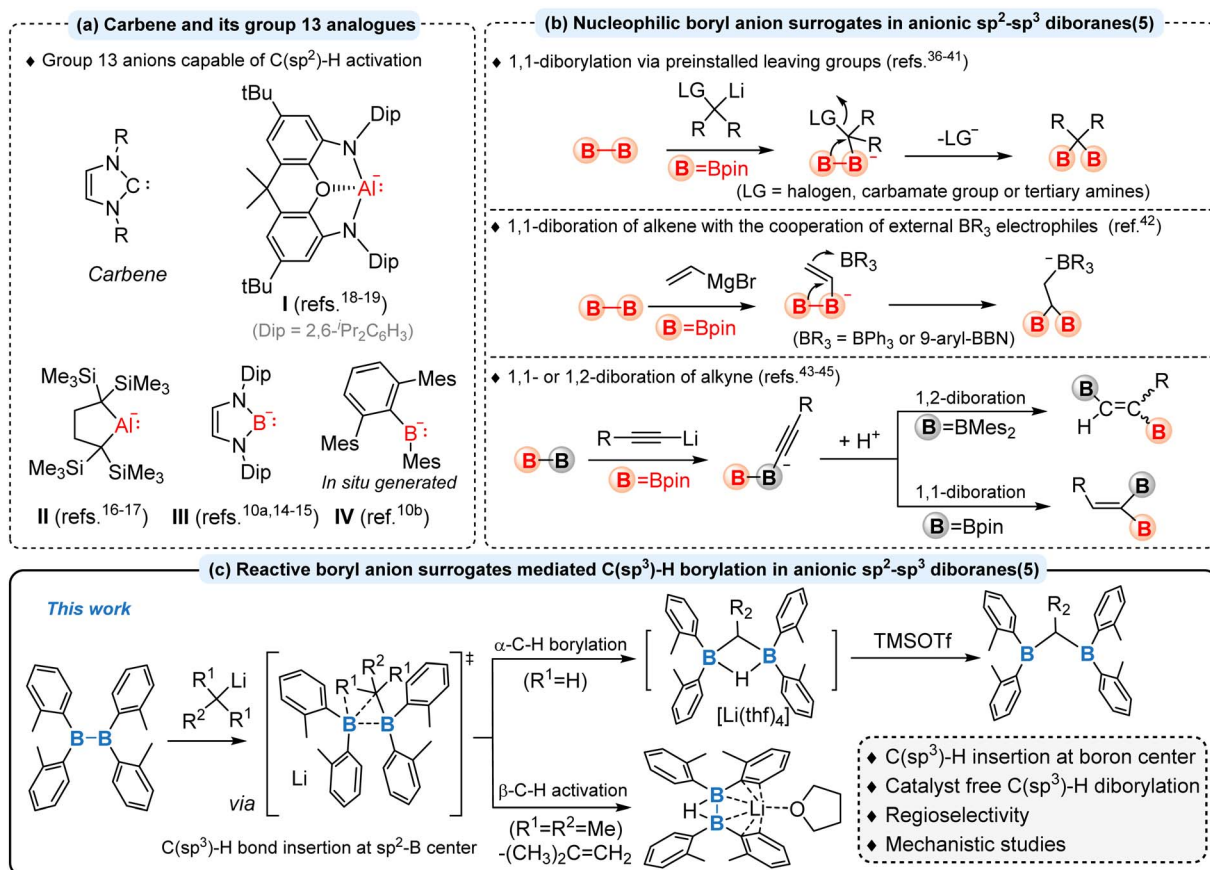 (a) Carbene and its group 13 analogues
♦ Group 13 anions capable of C(sp²)-H activation
R
N
C:
N
R
Carbene
tBu
Dip
N
O
Al:⁻
N
Dip
tBu
I (refs.18-19)
(Dip = 2,6-ⁱPr₂C₆H₃)
Me₃Si
SiMe₃
Al:⁻
Me₃Si
SiMe₃
II (refs.16-17)
Dip
N
B:⁻
N
Dip
III (refs.10a,14-15)
Mes
B:⁻
Mes
Mes
In situ generated
IV (ref.10b)
(b) Nucleophilic boryl anion surrogates in anionic sp²-sp³ diboranes(5)
♦ 1,1-diborylation via preinstalled leaving groups (refs.36-41)
B-B
LG
Li
R
R
B=Bpin
LG
R
R
B-B⁻
-LG⁻
R
R
B
B
(LG = halogen, carbamate group or tertiary amines)
♦ 1,1-diboration of alkene with the cooperation of external BR₃ electrophiles (ref.42)
B-B
MgBr
B=Bpin
BR₃
B-B⁻
(BR₃ = BPh₃ or 9-aryl-BBN)
⁻BR₃
B
B
♦ 1,1- or 1,2-diboration of alkyne (refs.43-45)
B-B
R
Li
B=Bpin
R
B-B⁻
+ H⁺
1,2-diboration
B=BMes₂
B
R
C=C
H
B
1,1-diboration
B=Bpin
R
B
B
(c) Reactive boryl anion surrogates mediated C(sp³)-H borylation in anionic sp²-sp³ diboranes(5)
This work
B-B
Li
R¹
R²
R¹
via
R²
R¹
R¹
B
B
Li
‡
C(sp³)-H bond insertion at sp²-B center
α-C-H borylation
(R¹=H)
R₂
B
B
H
[Li(thf)₄]
TMSOTf
R₂
B
B
β-C-H activation
(R¹=R²=Me)
-(CH₃)₂C=CH₂
B
H
B
Li
O
♦ C(sp³)-H insertion at boron center
♦ Catalyst free C(sp³)-H diborylation
♦ Regioselectivity
♦ Mechanistic studies